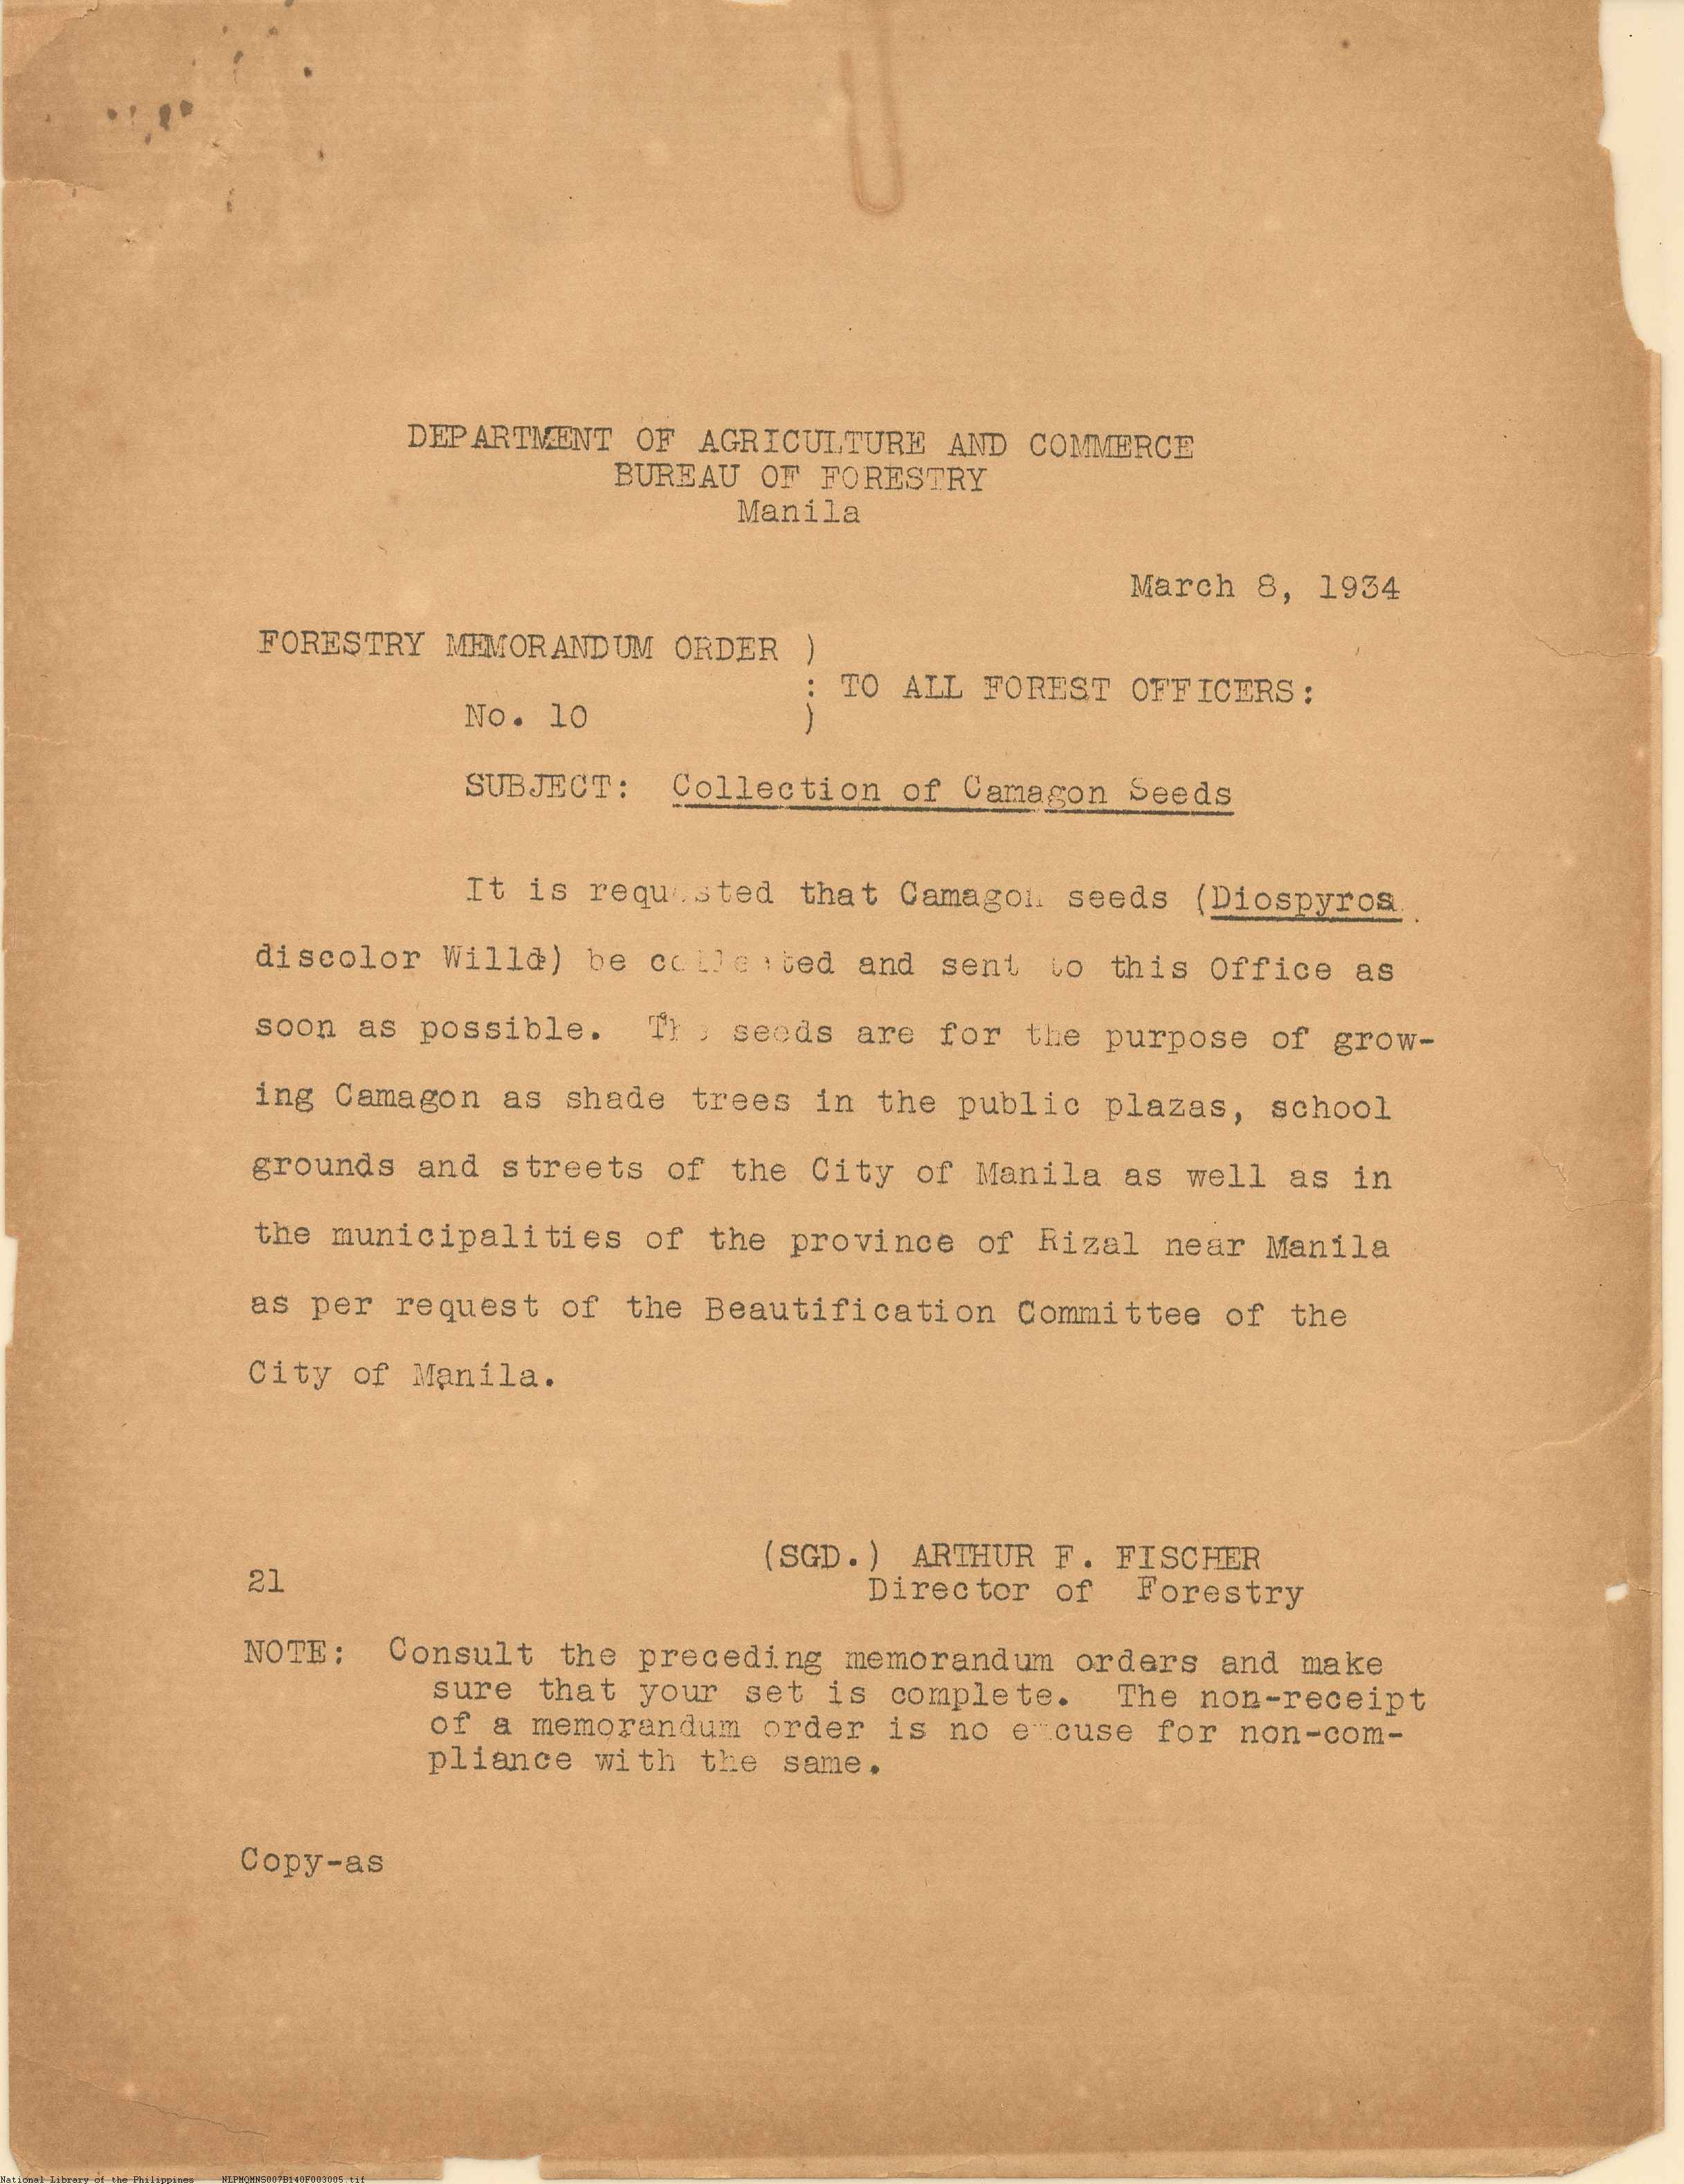 DEPARTMENT OF AGRICULTURE AND COMMERCE
BUREAU OF FORESTRY
Manila
March 8, 1934
FORESTRY MEMORANDUM ORDER )
: TO ALL FOREST OFFICERS:
No. 10 )
SUBJECT: Collection of Camagon Seeds
It is requested that Camagon seeds (Diospyros
discolor Willd) be collected and sent to this Office as
soon as possible. The seeds are for the purpose of grow-
ing Camagon as shade trees in the public plazas, school
grounds and streets of the City of Manila as well as in
the municipalities of the province of Rizal near Manila
as per request of the Beautification Committee of the
City of Manila.
(SGD.) ARTHUR F. FISCHER
21 Director of Forestry
NOTE: Consult the preceding memorandum orders and make
sure that your set is complete. The non-receipt
of a memorandum order is no excuse for non-com-
pliance with the same.
Copy-as
National Library of the Philippines NLPMQMNS007B140F003005.tif